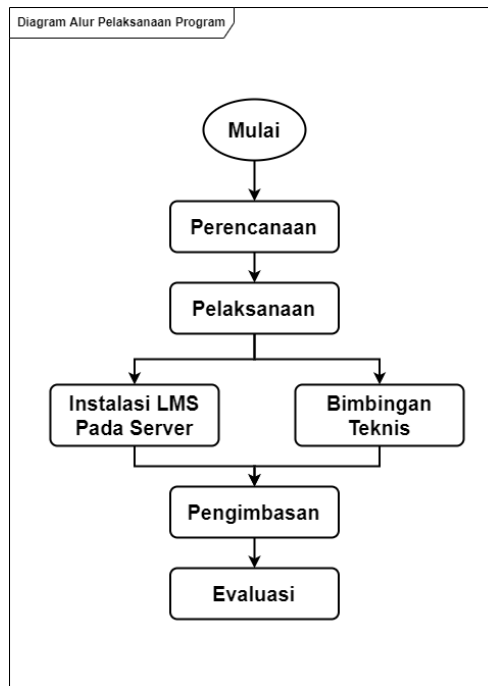 Diagram Alur Pelaksanaan Program
Mulai
Perencanaan
Pelaksanaan
Instalasi LMS
Pada Server
Bimbingan
Teknis
Pengimbasan
Evaluasi